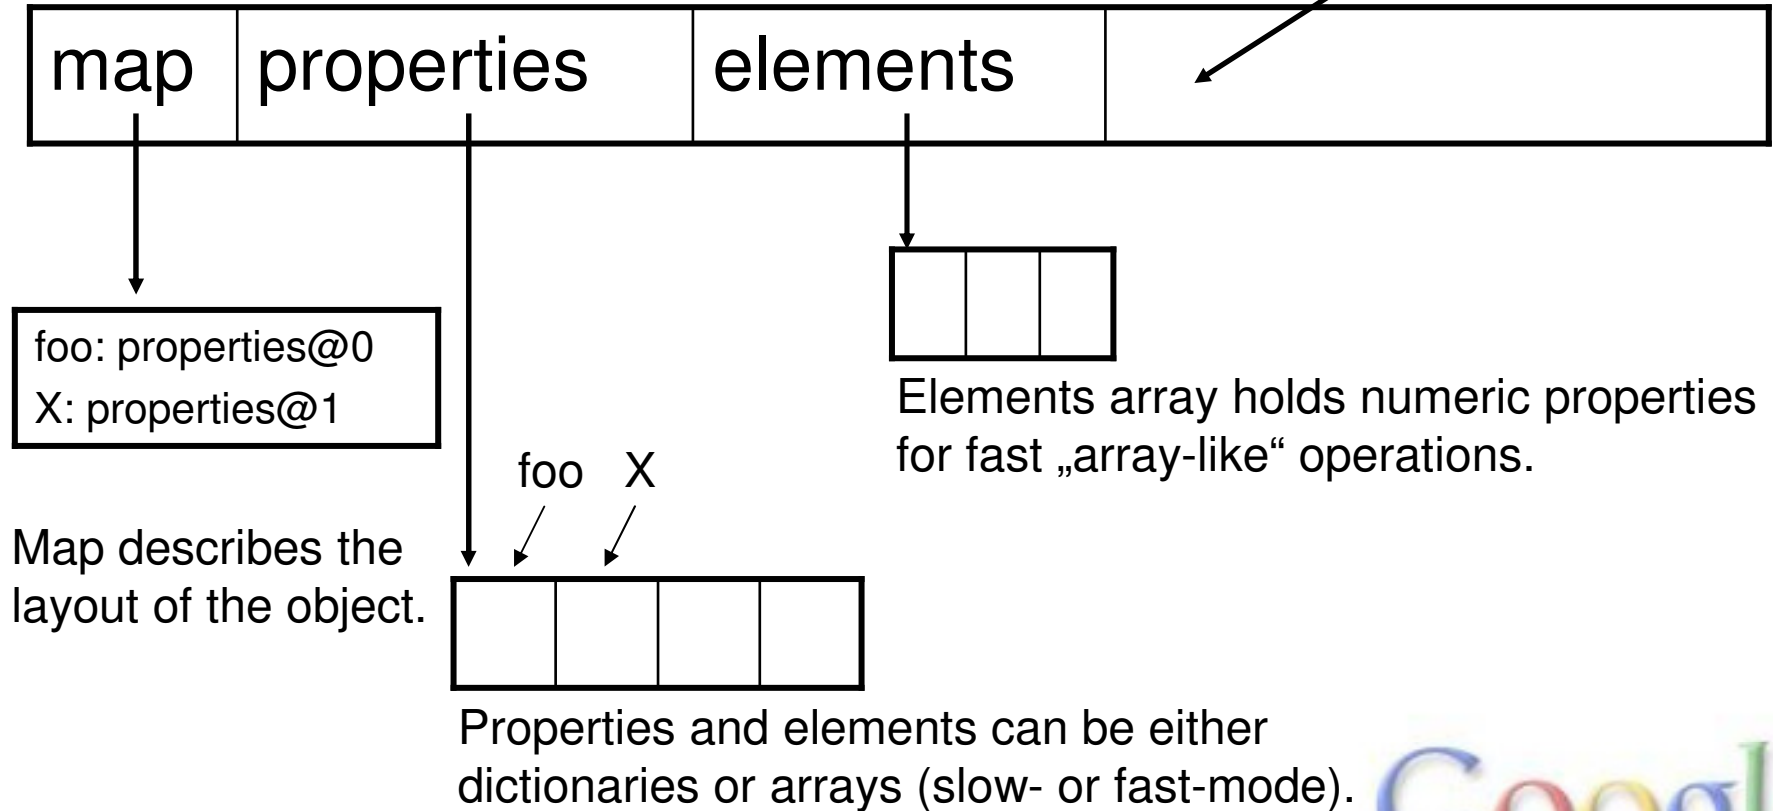 map properties elements
foo: properties@0
X: properties@1
Elements array holds numeric properties
for fast „array-like“ operations.
foo X
Map describes the
layout of the object.
Properties and elements can be either
dictionaries or arrays (slow- or fast-mode).